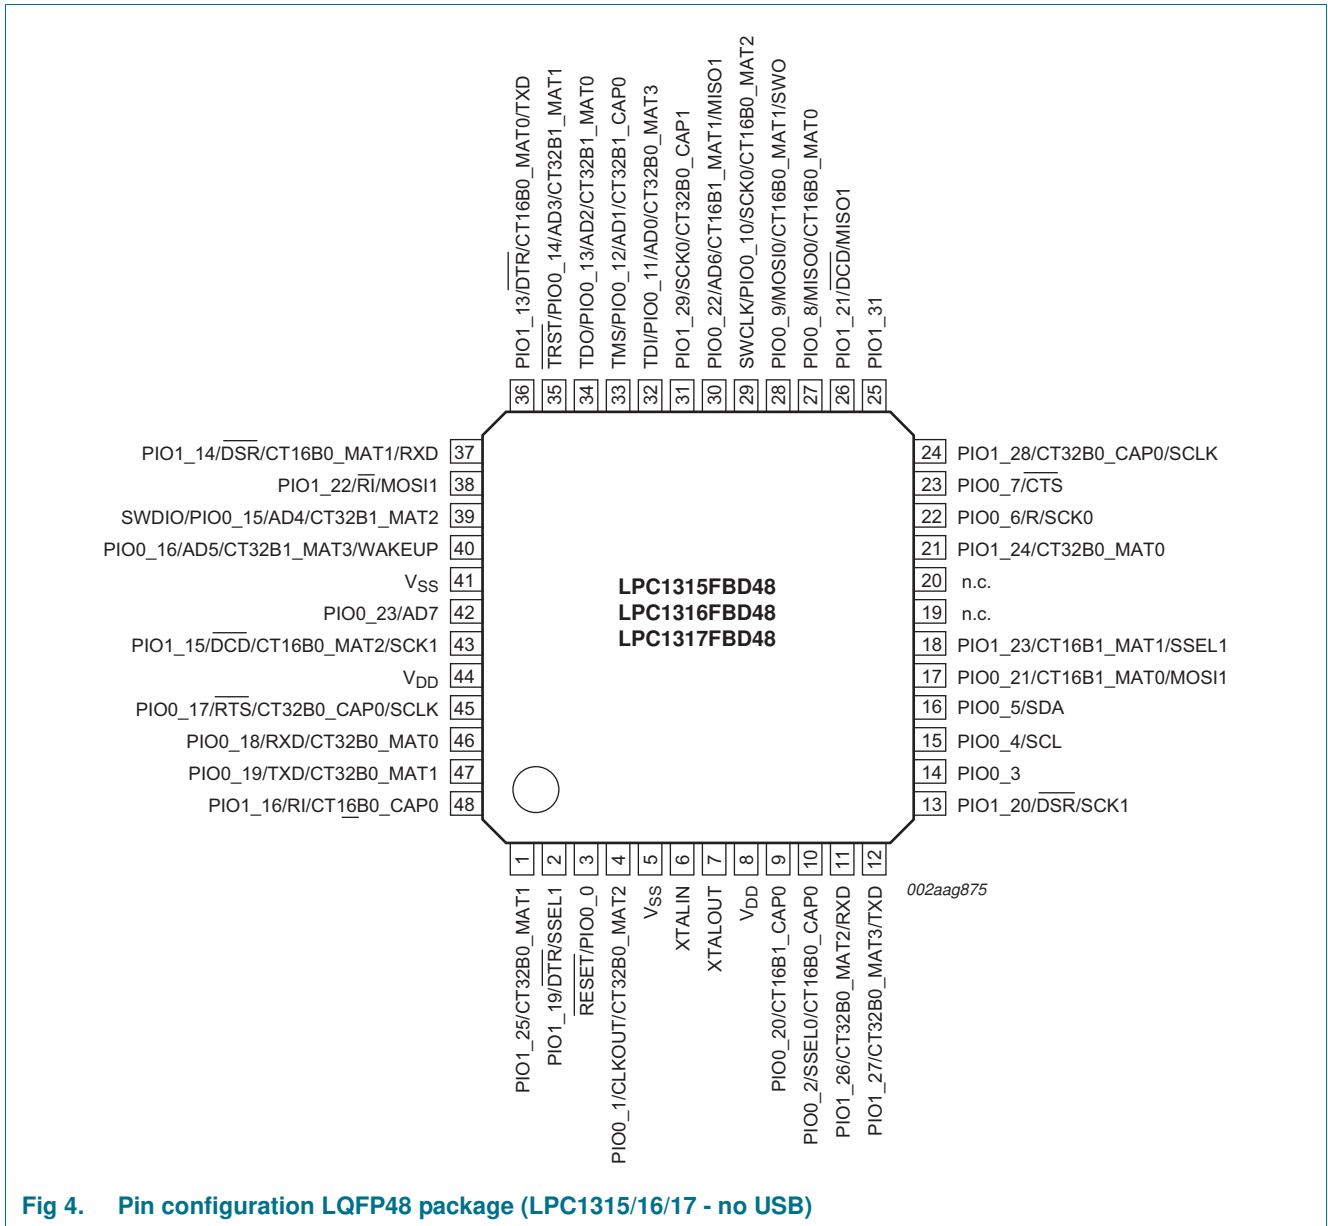 PIO1_13/DTR/CT16B0_MAT0/TXD
TRST/PIO0_14/AD3/CT32B1_MAT1
TDO/PIO0_13/AD2/CT32B1_MAT0
TMS/PIO0_12/AD1/CT32B1_CAP0
TDI/PIO0_11/AD0/CT32B0_MAT3
PIO1_29/SCK0/CT32B0_CAP1
PIO0_22/AD6/CT16B1_MAT1/MISO1
SWCLK/PIO0_10/SCK0/CT16B0_MAT2
PIO0_9/MOSI0/CT16B0_MAT1/SWO
PIO0_8/MISO0/CT16B0_MAT0
PIO1_21/DCD/MISO1
PIO1_31
36 35 34 33 32 31 30 29 28 27 26 25
PIO1_14/DSR/CT16B0_MAT1/RXD 37
PIO1_22/RI/MOSI1 38
SWDIO/PIO0_15/AD4/CT32B1_MAT2 39
PIO0_16/AD5/CT32B1_MAT3/WAKEUP 40
VSS 41
PIO0_23/AD7 42
PIO1_15/DCD/CT16B0_MAT2/SCK1 43
VDD 44
PIO0_17/RTS/CT32B0_CAP0/SCLK 45
PIO0_18/RXD/CT32B0_MAT0 46
PIO0_19/TXD/CT32B0_MAT1 47
PIO1_16/RI/CT16B0_CAP0 48
LPC1315FBD48
LPC1316FBD48
LPC1317FBD48
24 PIO1_28/CT32B0_CAP0/SCLK
23 PIO0_7/CTS
22 PIO0_6/R/SCK0
21 PIO1_24/CT32B0_MAT0
20 n.c.
19 n.c.
18 PIO1_23/CT16B1_MAT1/SSEL1
17 PIO0_21/CT16B1_MAT0/MOSI1
16 PIO0_5/SDA
15 PIO0_4/SCL
14 PIO0_3
13 PIO1_20/DSR/SCK1
1 2 3 4 5 6 7 8 9 10 11 12
PIO1_25/CT32B0_MAT1
PIO1_19/DTR/SSEL1
RESET/PIO0_0
PIO0_1/CLKOUT/CT32B0_MAT2
VSS
XTALIN
XTALOUT
VDD
PIO0_20/CT16B1_CAP0
PIO0_2/SSEL0/CT16B0_CAP0
PIO1_26/CT32B0_MAT2/RXD
PIO1_27/CT32B0_MAT3/TXD
002aag875
Fig 4. Pin configuration LQFP48 package (LPC1315/16/17 - no USB)